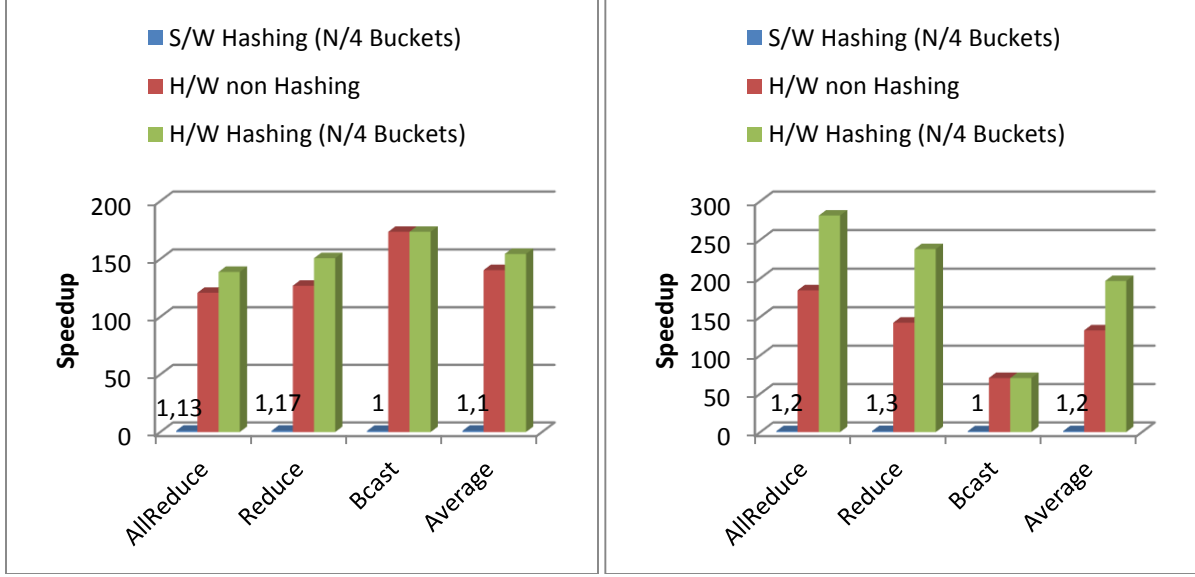 S/W Hashing (N/4 Buckets)
H/W non Hashing
H/W Hashing (N/4 Buckets)
200
150
100
50
0
Speedup
1,13
1,17
1
1,1
AllReduce
Reduce
Bcast
Average
S/W Hashing (N/4 Buckets)
H/W non Hashing
H/W Hashing (N/4 Buckets)
300
250
200
150
100
50
0
Speedup
1,2
1,3
1
1,2
AllReduce
Reduce
Bcast
Average